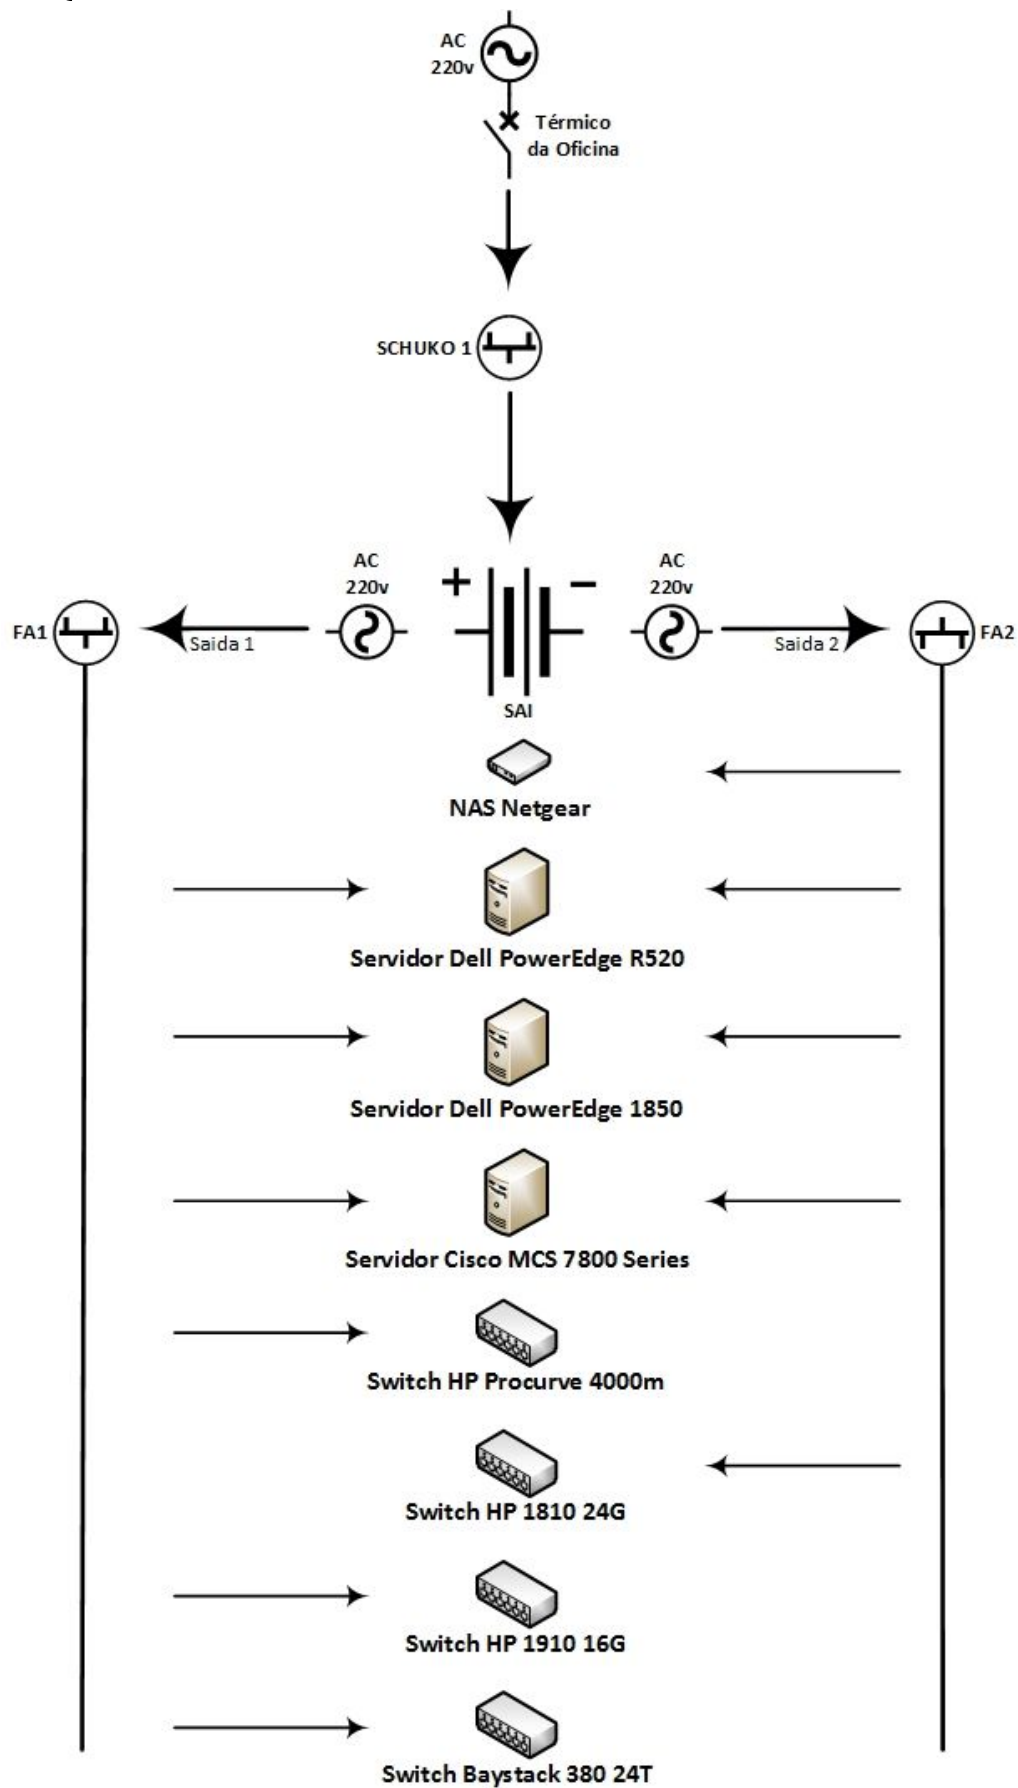 AC
220v
Térmico
da Oficina
SCHUKO 1
AC
220v
AC
220v
+
−
FA1
Saida 1
Saida 2
FA2
SAI
NAS Netgear
Servidor Dell PowerEdge R520
Servidor Dell PowerEdge 1850
Servidor Cisco MCS 7800 Series
Switch HP Procurve 4000m
Switch HP 1810 24G
Switch HP 1910 16G
Switch Baystack 380 24T